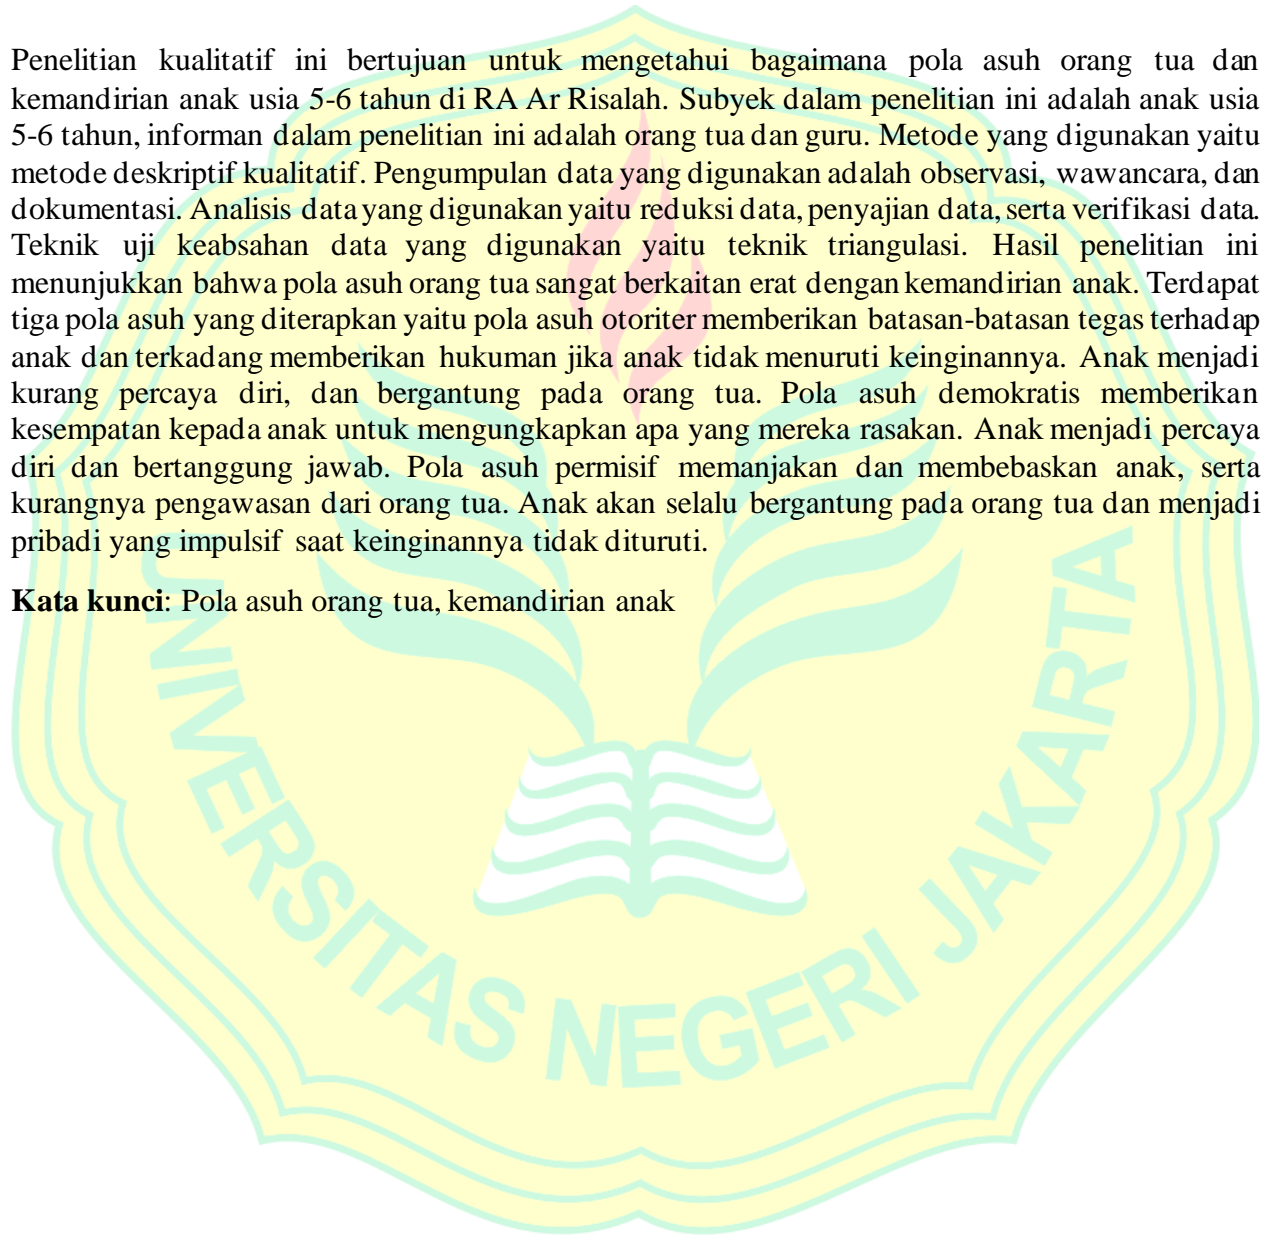 Penelitian kualitatif ini bertujuan untuk mengetahui bagaimana pola asuh orang tua dan
kemandirian anak usia 5-6 tahun di RA Ar Risalah. Subyek dalam penelitian ini adalah anak usia
5-6 tahun, informan dalam penelitian ini adalah orang tua dan guru. Metode yang digunakan yaitu
metode deskriptif kualitatif. Pengumpulan data yang digunakan adalah observasi, wawancara, dan
dokumentasi. Analisis data yang digunakan yaitu reduksi data, penyajian data, serta verifikasi data.
Teknik uji keabsahan data yang digunakan yaitu teknik triangulasi. Hasil penelitian ini
menunjukkan bahwa pola asuh orang tua sangat berkaitan erat dengan kemandirian anak. Terdapat
tiga pola asuh yang diterapkan yaitu pola asuh otoriter memberikan batasan-batasan tegas terhadap
anak dan terkadang memberikan hukuman jika anak tidak menuruti keinginannya. Anak menjadi
kurang percaya diri, dan bergantung pada orang tua. Pola asuh demokratis memberikan
kesempatan kepada anak untuk mengungkapkan apa yang mereka rasakan. Anak menjadi percaya
diri dan bertanggung jawab. Pola asuh permisif memanjakan dan membebaskan anak, serta
kurangnya pengawasan dari orang tua. Anak akan selalu bergantung pada orang tua dan menjadi
pribadi yang impulsif saat keinginannya tidak dituruti.
Kata kunci: Pola asuh orang tua, kemandirian anak
UNIVERSITAS NEGERI JAKARTA